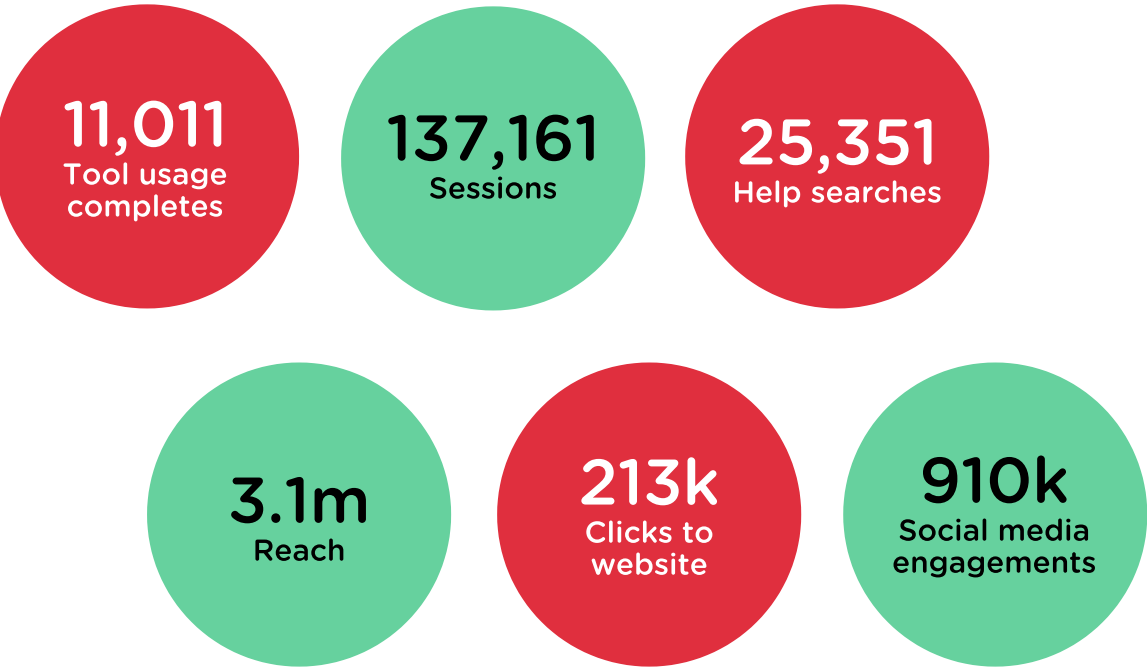 11,011
Tool usage
completes
137,161
Sessions
25,351
Help searches
3.1m
Reach
213k
Clicks to
website
910k
Social media
engagements